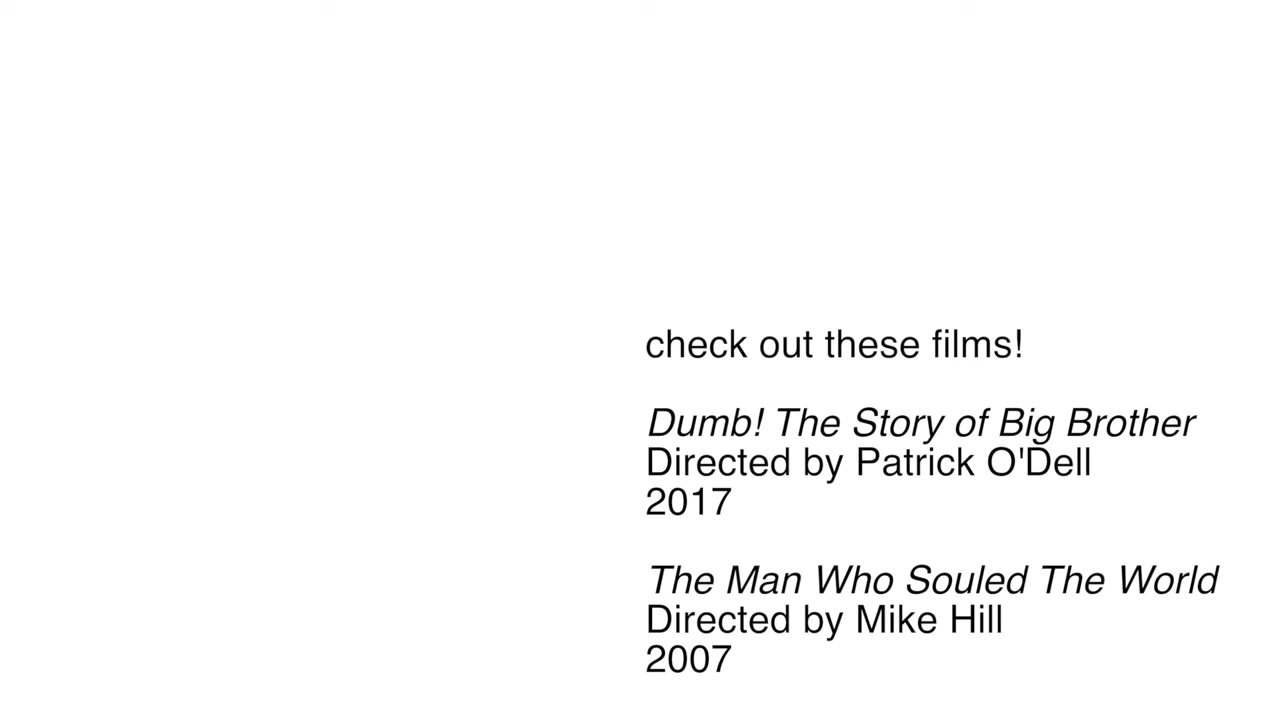 check out these films!
Dumb! The Story of Big Brother
Directed by Patrick O'Dell
2017
The Man Who Souled The World
Directed by Mike Hill
2007